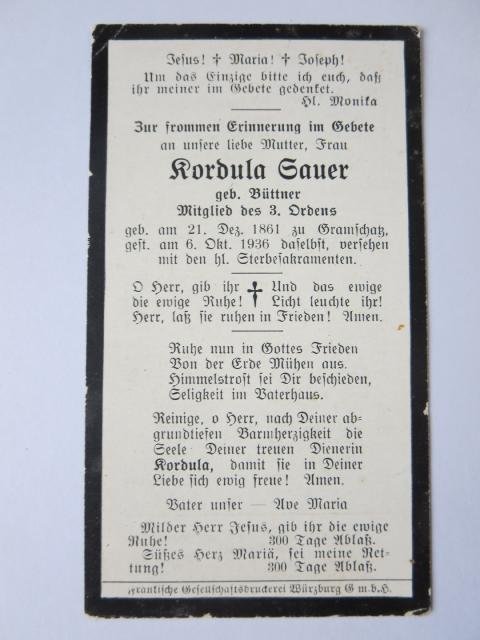 Jesus! † Maria! † Joseph!
Um das Einzige bitte ich euch, daß
ihr meiner im Gebete gedenket.
Hl. Monika
Zur frommen Erinnerung im Gebete
an unsere liebe Mutter, Frau
Kordula Sauer
geb. Büttner
Mitglied des 3. Ordens
geb. am 21. Dez. 1861 zu Gramschatz,
gest. am 6. Okt. 1936 daselbst, versehen
mit den hl. Sterbesakramenten.
O Herr, gib ihr † Und das ewige
die ewige Ruhe! Licht leuchte ihr!
Herr, laß sie ruhen in Frieden! Amen.
Ruhe nun in Gottes Frieden
Von der Erde Mühen aus.
Himmelstrost sei Dir beschieden,
Seligkeit im Vaterhaus.
Reinige, o Herr, nach Deiner ab-
grundtiefen Barmherzigkeit die
Seele Deiner treuen Dienerin
Kordula, damit sie in Deiner
Liebe sich ewig freue! Amen.
Vater unser — Ave Maria
Milder Herr Jesus, gib ihr die ewige
Ruhe! 300 Tage Ablaß.
Süßes Herz Mariä, sei meine Ret-
tung! 300 Tage Ablaß.
Fränkische Gesellschaftsdruckerei Würzburg G m.b.H.